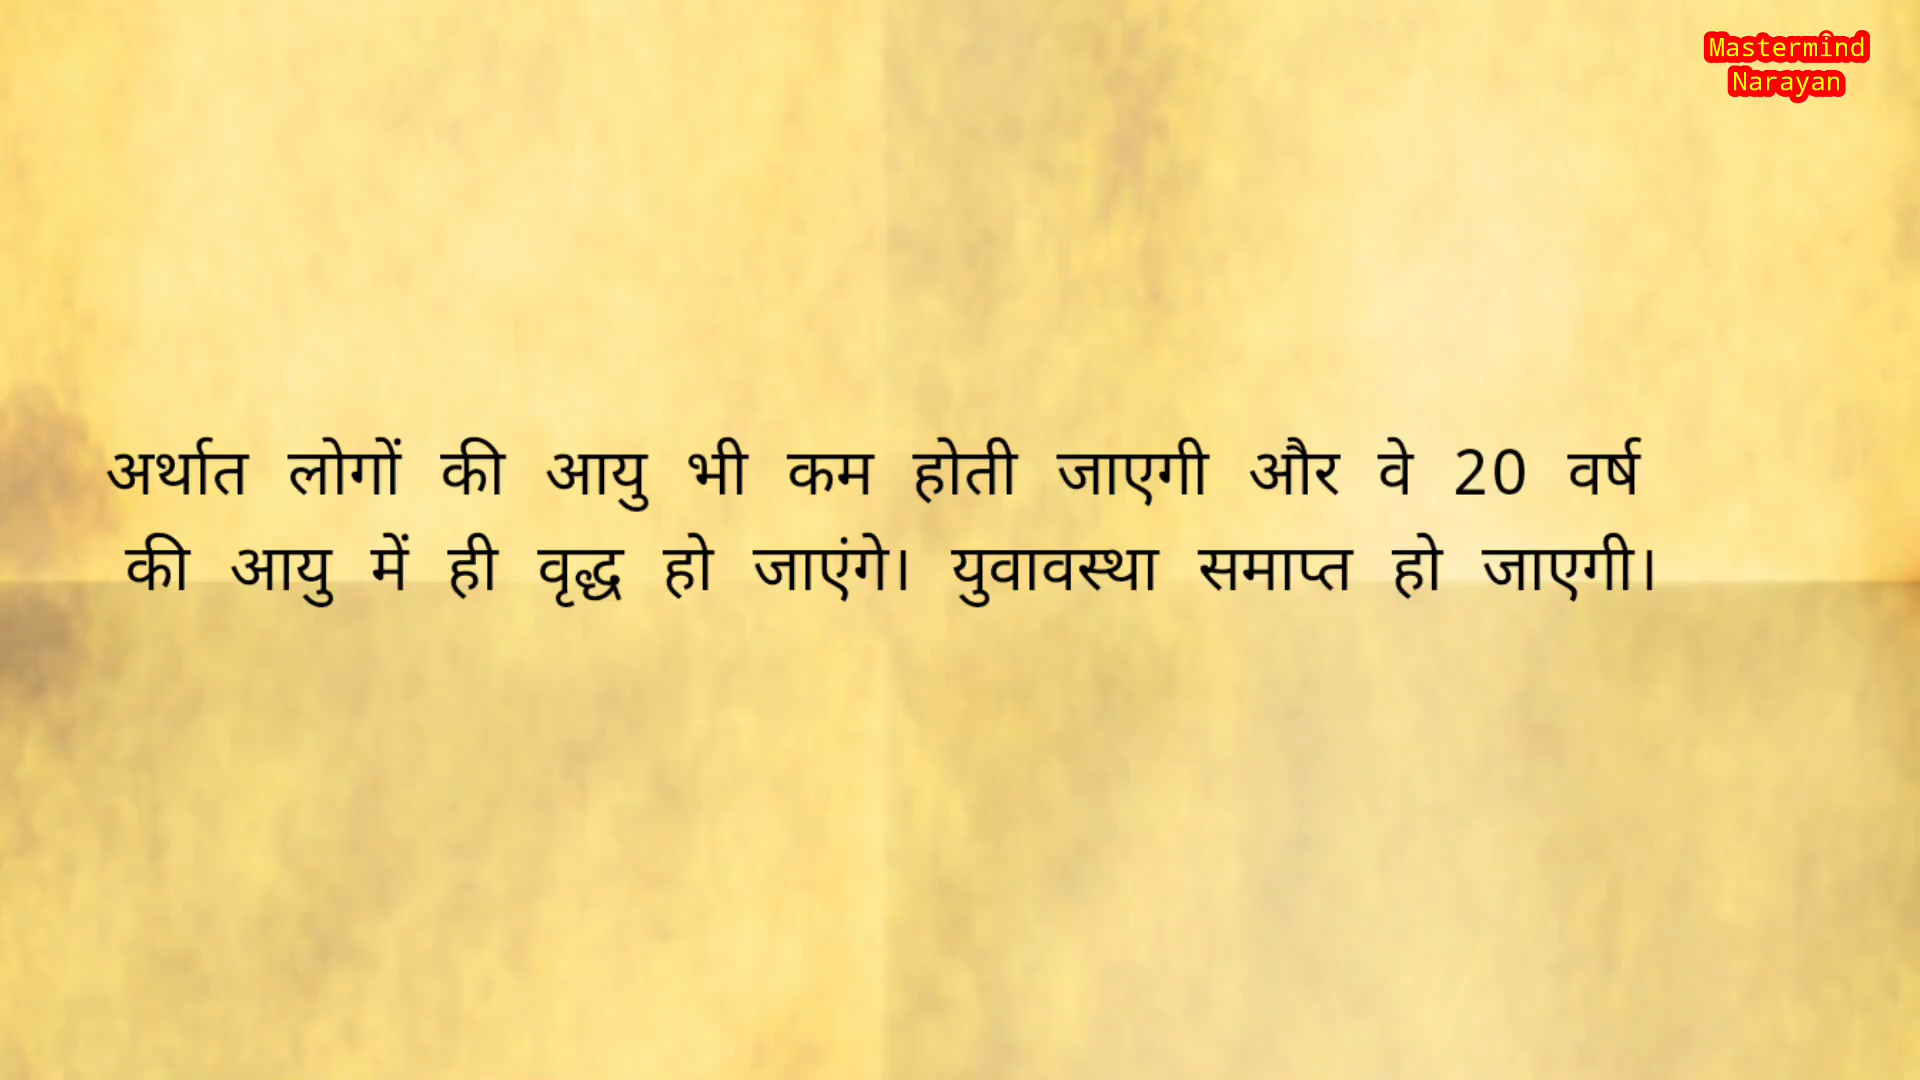 Mastermind
Narayan
अर्थात लोगों की आयु भी कम होती जाएगी और वे 20 वर्ष
की आयु में ही वृद्ध हो जाएंगे। युवावस्था समाप्त हो जाएगी।